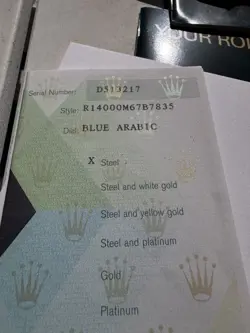 YOUR ROL
Serial Number: D513217
Style: R14000M67B7835
Dial: BLUE ARABIC
X Steel
Steel and white gold
Steel and yellow gold
Steel and platinum
Gold
Platinum